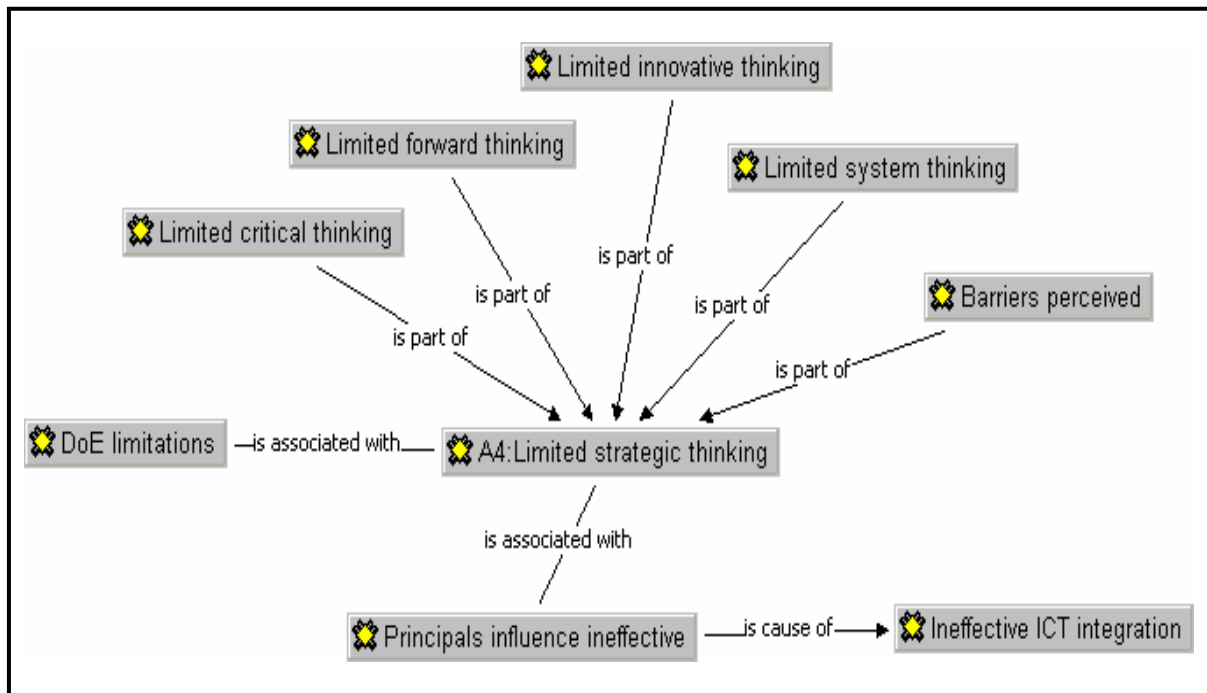 Limited innovative thinking
Limited forward thinking
Limited system thinking
Limited critical thinking
is part of
Barriers perceived
is part of
is part of
is part of
is part of
DoE limitations
is associated with
A4:Limited strategic thinking
is associated with
Principals influence ineffective
is cause of
Ineffective ICT integration